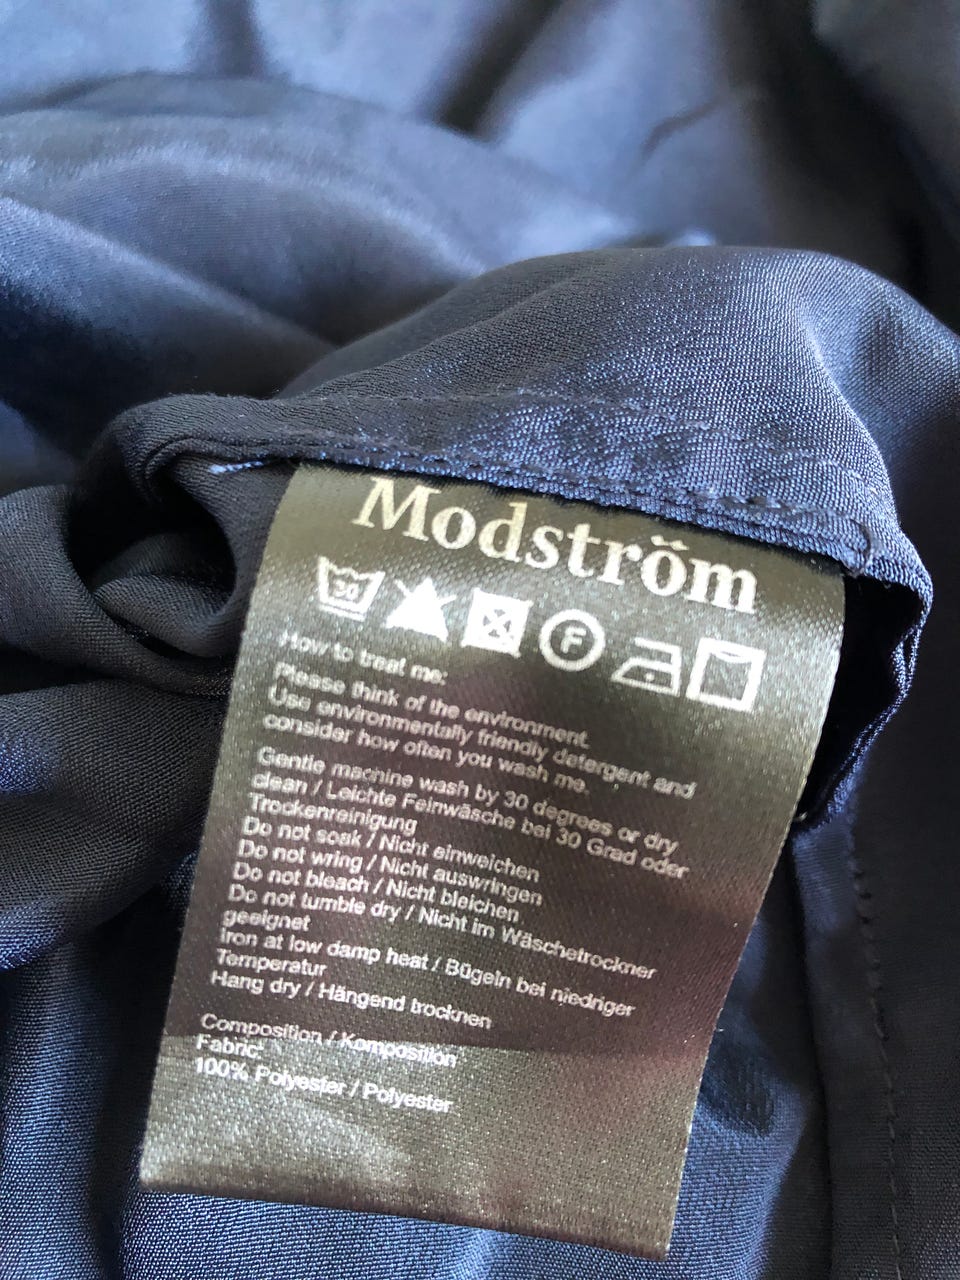 Modström
30
F
How to treat me:
Please think of the environment.
Use environmentally friendly detergent and
consider how often you wash me.
Gentle machine wash by 30 degrees or dry
clean / Leichte Feinwäsche bei 30 Grad oder
Trockenreinigung
Do not soak / Nicht einweichen
Do not wring / Nicht auswringen
Do not bleach / Nicht bleichen
Do not tumble dry / Nicht im Wäschetrockner
geeignet
Iron at low damp heat / Bügeln bei niedriger
Temperatur
Hang dry / Hängend trocknen
Composition / Komposition
Fabric:
100% Polyester / Polyester